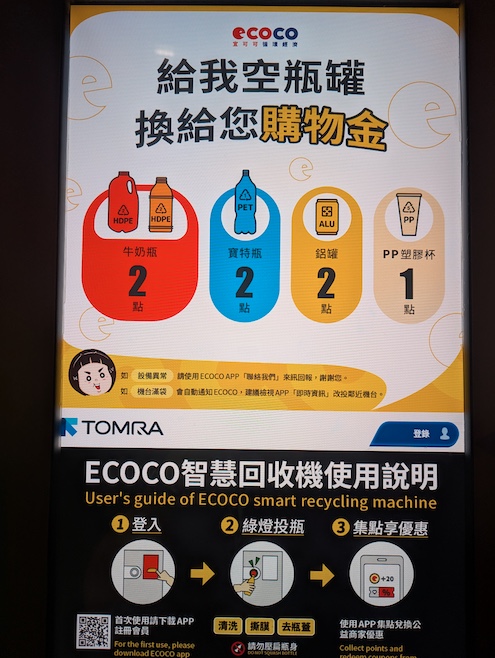 ecoco
宜可可循環經濟
給我空瓶罐
換給您購物金
HDPE
HDPE
PET
ALU
PP
牛奶瓶
2
點
寶特瓶
2
點
鋁罐
2
點
PP塑膠杯
1
點
如 設備異常 請使用ECOCO APP「聯絡我們」來訊回報，謝謝您。
如 機台滿袋 會自動通知ECOCO，建議檢視APP「即時資訊」改投鄰近機台。
TOMRA
登錄
ECOCO智慧回收機使用說明
User's guide of ECOCO smart recycling machine
1 登入
2 綠燈投瓶
3 集點享優惠
+20
%
首次使用請下載APP
註冊會員
For the first use, please
download ECOCO app
清洗 撕膜 去瓶蓋
請勿壓扁瓶身
DO NOT SQUASH BOTTLE
使用APP集點兌換公
益商家優惠
Collect points and
redeem coupons from